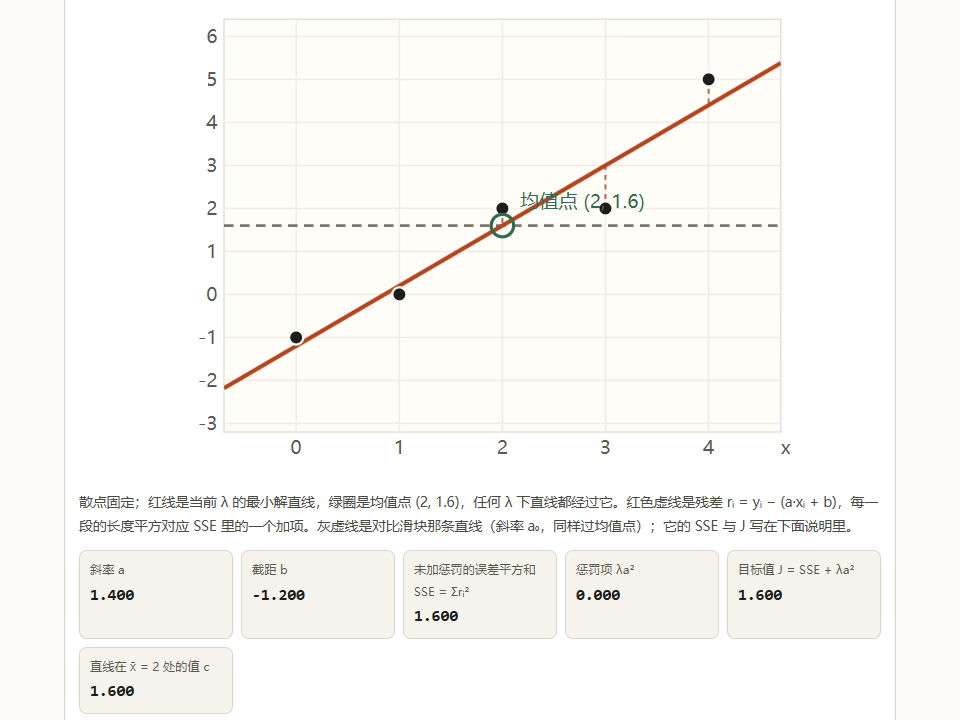 6
5
4
3
2
1
0
-1
-2
-3
均值点 (2, 1.6)
0 1 2 3 4 x
散点固定；红线是当前 λ 的最小解直线，绿圈是均值点 (2, 1.6)，任何 λ 下直线都经过它。红色虚线是残差 rᵢ = yᵢ − (a·xᵢ + b)，每一
段的长度平方对应 SSE 里的一个加项。灰虚线是对比滑块那条直线（斜率 a₀，同样过均值点）；它的 SSE 与 J 写在下面说明里。
斜率 a
1.400
截距 b
-1.200
未加惩罚的误差平方和
SSE = Σrᵢ²
1.600
惩罚项 λa²
0.000
目标值 J = SSE + λa²
1.600
直线在 x̄ = 2 处的值 c
1.600